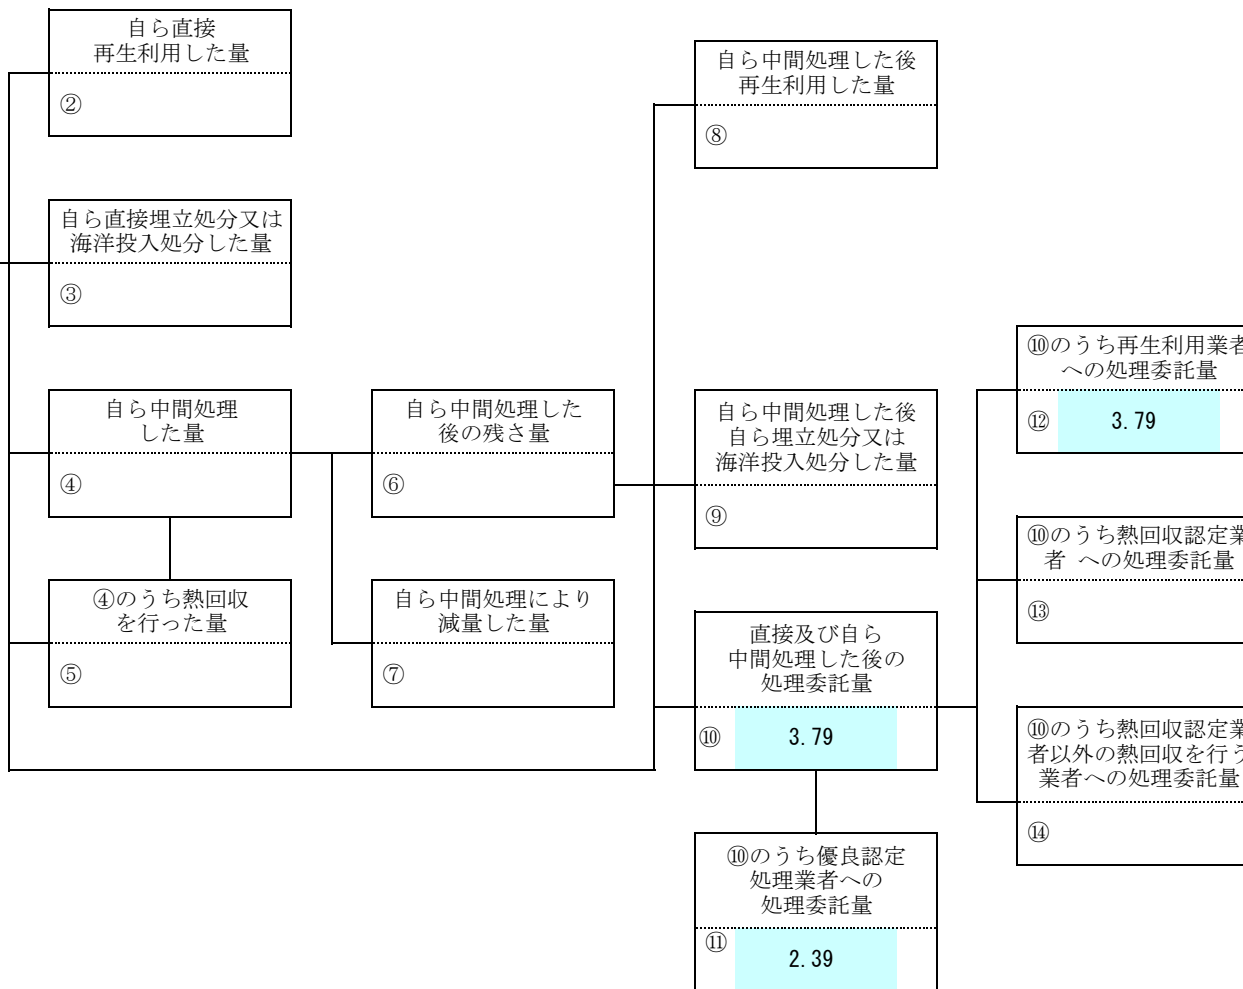 自ら直接
再生利用した量
②
自ら直接埋立処分又は
海洋投入処分した量
③
自ら中間処理
した量
④
④のうち熱回収
を行った量
⑤
自ら中間処理した
後の残さ量
⑥
自ら中間処理により
減量した量
⑦
自ら中間処理した後
再生利用した量
⑧
自ら中間処理した後
自ら埋立処分又は
海洋投入処分した量
⑨
直接及び自ら
中間処理した後の
処理委託量
⑩ 3.79
⑩のうち優良認定
処理業者への
処理委託量
⑪ 2.39
⑩のうち再生利用業者
への処理委託量
⑫ 3.79
⑩のうち熱回収認定業
者 への処理委託量
⑬
⑩のうち熱回収認定業
者以外の熱回収を行う
業者への処理委託量
⑭